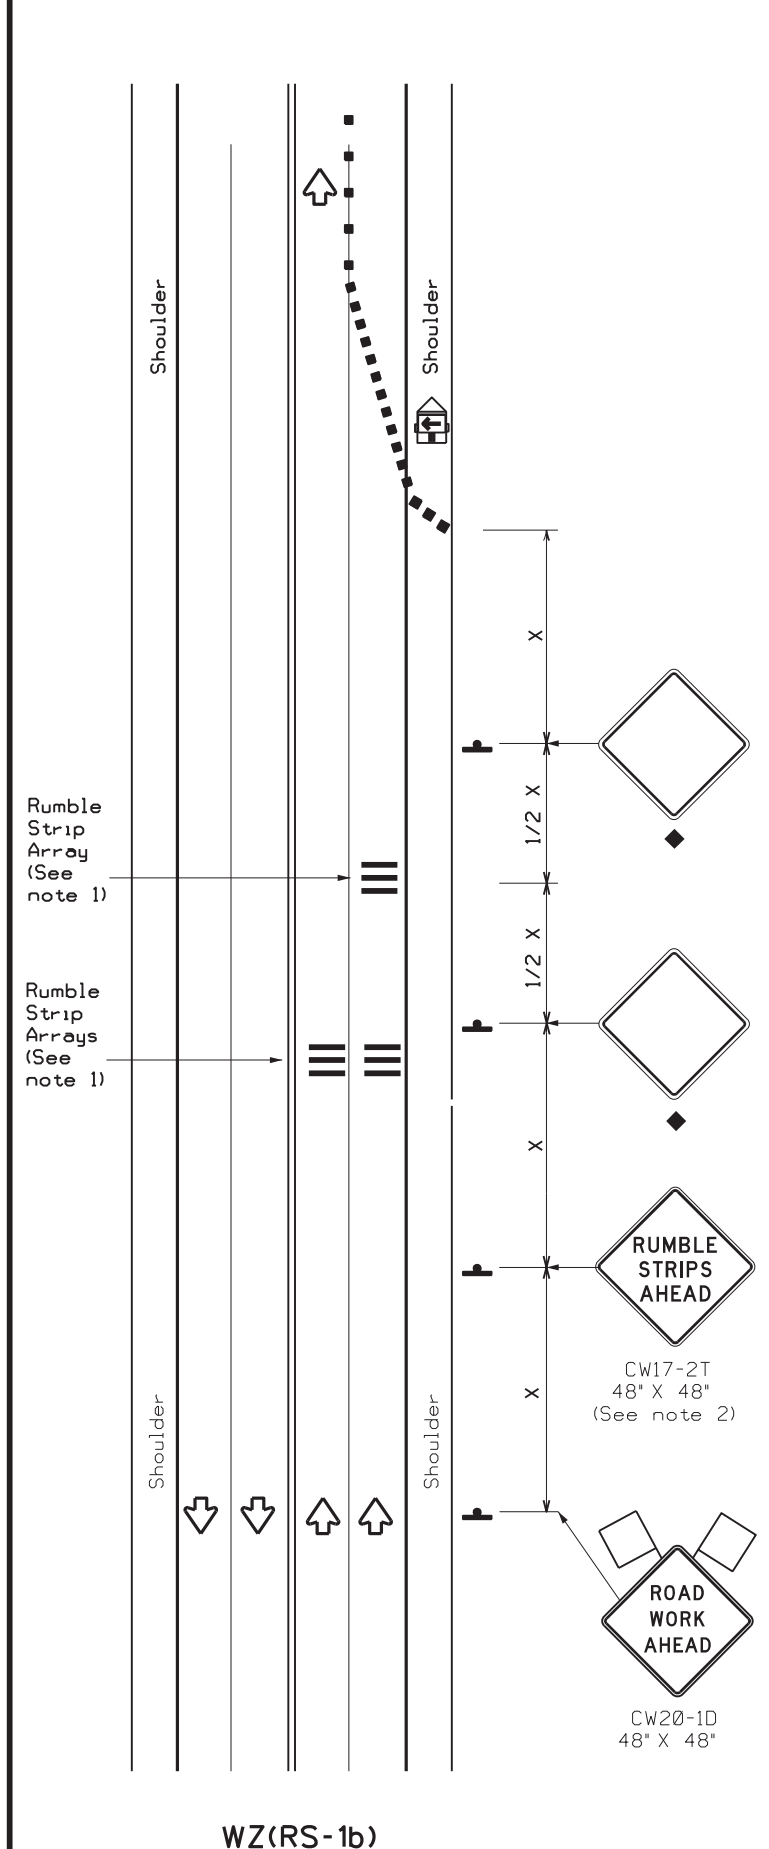 Shoulder
Shoulder
X
1/2 X
Rumble
Strip
Array
(See
note 1)
1/2 X
Rumble
Strip
Arrays
(See
note 1)
X
RUMBLE
STRIPS
AHEAD
CW17-2T
48" X 48"
(See note 2)
X
Shoulder
Shoulder
ROAD
WORK
AHEAD
CW20-1D
48" X 48"
WZ(RS-1b)